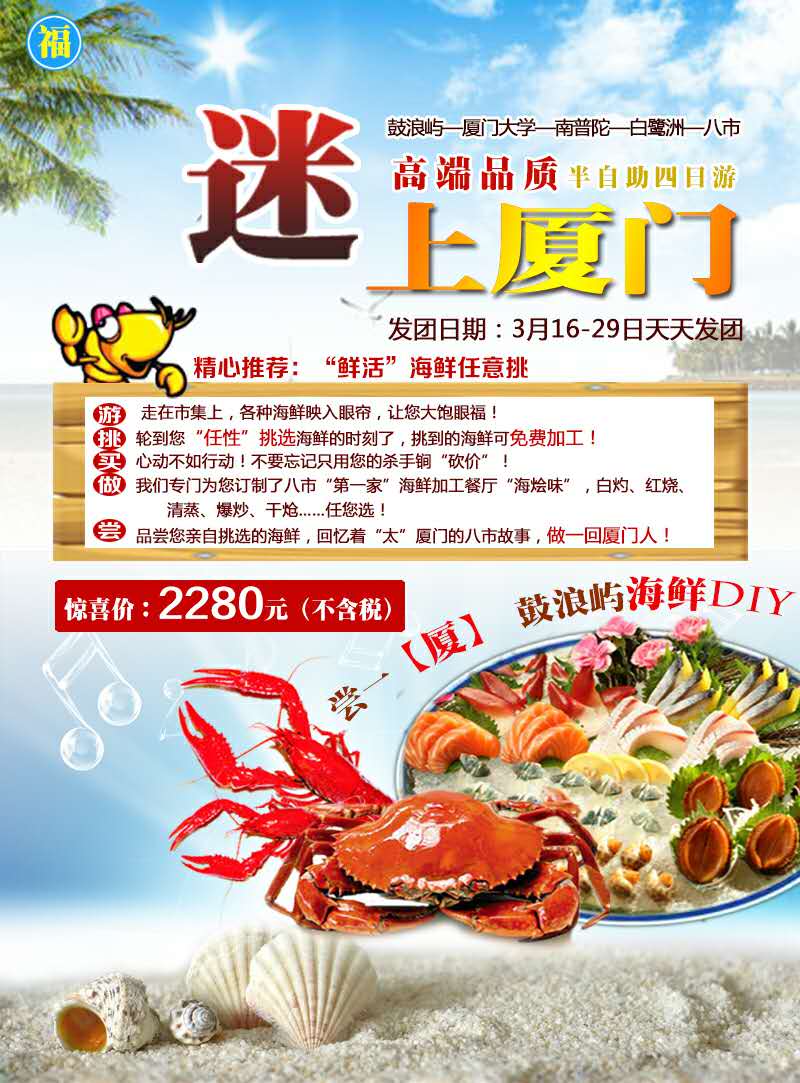 福
鼓浪屿—厦门大学—南普陀—白鹭洲—八市
高端品质 半自助四日游
迷
上厦门
发团日期：3月16-29日天天发团
精心推荐：“鲜活”海鲜任意挑
游 走在市集上，各种海鲜映入眼帘，让您大饱眼福！
挑 轮到您“任性”挑选海鲜的时刻了，挑到的海鲜可免费加工！
买 心动不如行动！不要忘记只用您的杀手锏“砍价”！
做 我们专门为您订制了八市“第一家”海鲜加工餐厅“海烩味”，白灼、红烧、
清蒸、爆炒、干炝......任您选！
尝 品尝您亲自挑选的海鲜，回忆着“太”厦门的八市故事，做一回厦门人！
惊喜价：2280元（不含税）
尝一【厦】 鼓浪屿海鲜DIY